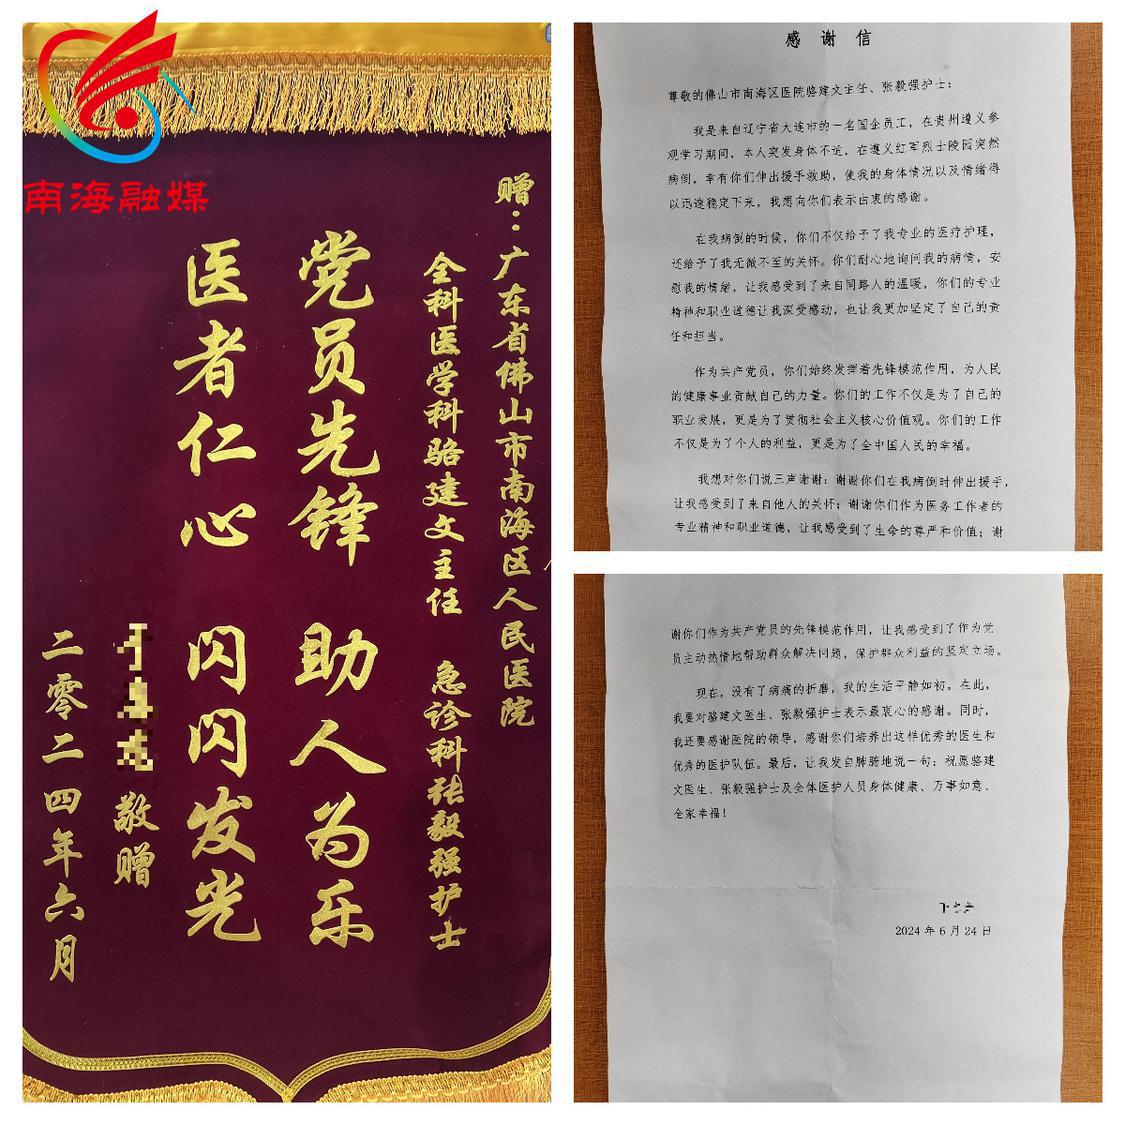 南海融媒
赠：广东省佛山市南海区人民医院
全科医学科骆建文主任 急诊科张毅强护士
党员先锋 助人为乐
医者仁心 闪闪发光
敬赠
二零二四年六月
感谢信
尊敬的佛山市南海区医院骆建文主任、张毅强护士：
我是来自辽宁省大连市的一名国企员工，在贵州遵义参
观学习期间，本人突发身体不适，在遵义红军烈士陵园突然
病倒，幸有你们伸出援手救助，使我的身体情况以及情绪得
以迅速稳定下来，我想向你们表示由衷的感谢。
在我病倒的时候，你们不仅给予了我专业的医疗护理，
还给予了我无微不至的关怀。你们耐心地询问我的病情，安
慰我的情绪，让我感受到了来自同路人的温暖，你们的专业
精神和职业道德让我深受感动，也让我更加坚定了自己的责
任和担当。
作为共产党员，你们始终发挥着先锋模范作用，为人民
的健康事业贡献自己的力量。你们的工作不仅是为了自己的
职业发展，更是为了贯彻社会主义核心价值观。你们的工作
不仅是为了个人的利益，更是为了全中国人民的幸福。
我想对你们说三声谢谢：谢谢你们在我病倒时伸出援手，
让我感受到了来自他人的关怀；谢谢你们作为医务工作者的
专业精神和职业道德，让我感受到了生命的尊严和价值；谢
谢你们作为共产党员的先锋模范作用，让我感受到了作为党
员主动热情地帮助群众解决问题，保护群众利益的坚定立场。
现在，没有了病痛的折磨，我的生活平静如初。在此，
我要对骆建文医生、张毅强护士表示最衷心的感谢。同时，
我还要感谢医院的领导，感谢你们培养出这样优秀的医生和
优秀的医护队伍。最后，让我发自肺腑地说一句：祝愿骆建
文医生、张毅强护士及全体医护人员身体健康、万事如意、
全家幸福！
2024年6月24日